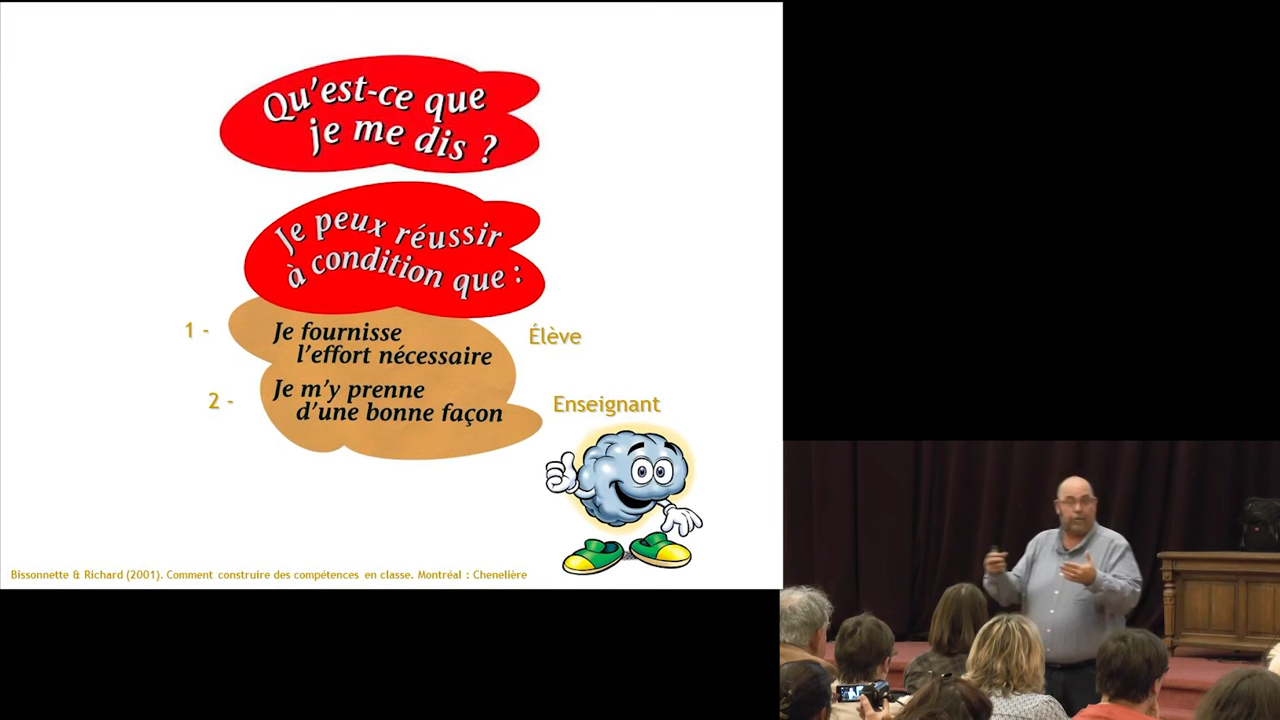 Qu'est-ce que
je me dis ?
Je peux réussir
à condition que :
1 -
Je fournisse
l'effort nécessaire
Élève
2 -
Je m'y prenne
d'une bonne façon
Enseignant
Bissonnette & Richard (2001). Comment construire des compétences en classe. Montréal : Chenelière